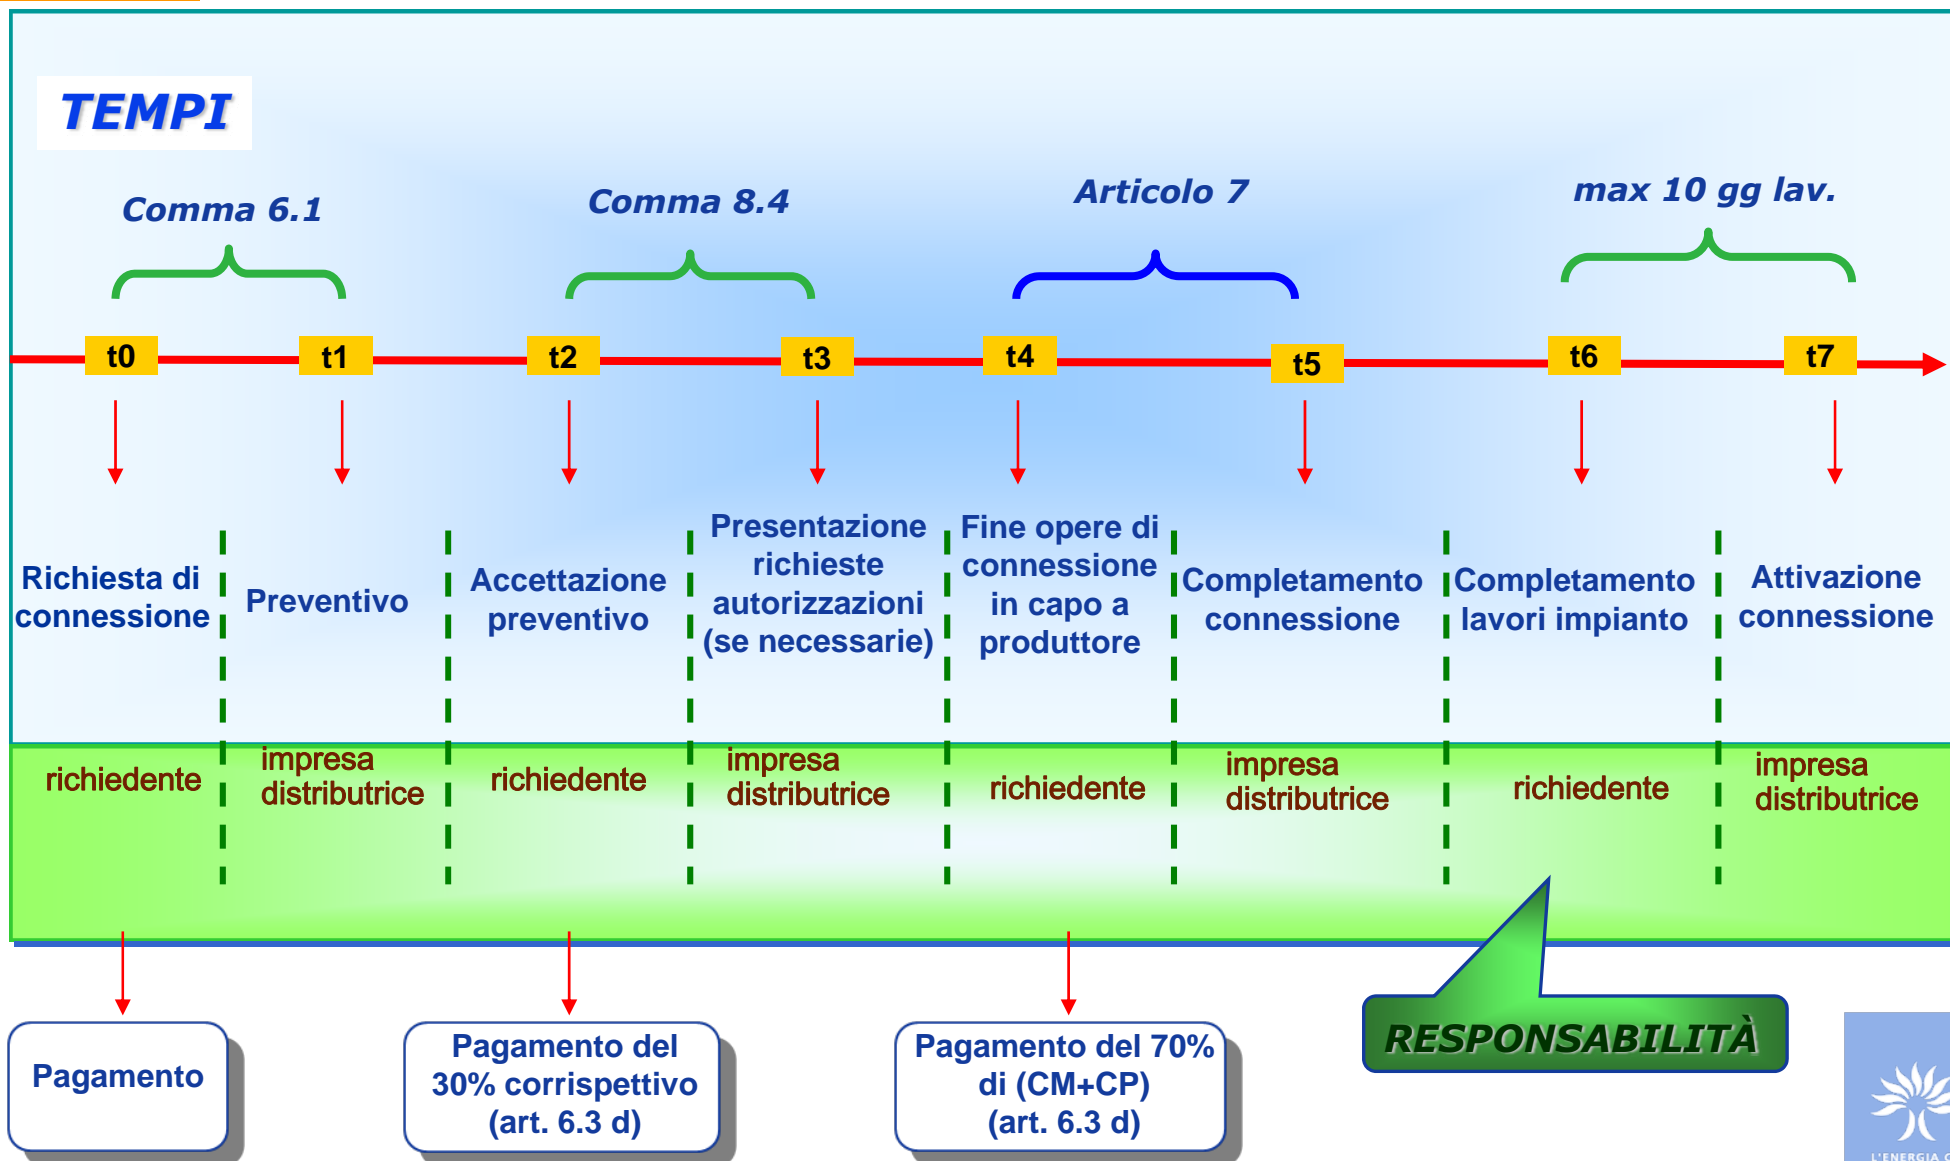 TEMPI
Comma 6.1
Comma 8.4
Articolo 7
max 10 gg lav.
t0
t1
t2
t3
t4
t5
t6
t7
Richiesta di
connessione
Preventivo
Accettazione
preventivo
Presentazione
richieste
autorizzazioni
(se necessarie)
Fine opere di
connessione
in capo a
produttore
Completamento
connessione
Completamento
lavori impianto
Attivazione
connessione
richiedente
impresa
distributrice
richiedente
impresa
distributrice
richiedente
impresa
distributrice
richiedente
impresa
distributrice
Pagamento
Pagamento del
30% corrispettivo
(art. 6.3 d)
Pagamento del 70%
di (CM+CP)
(art. 6.3 d)
RESPONSABILITÀ
L'ENERGIA